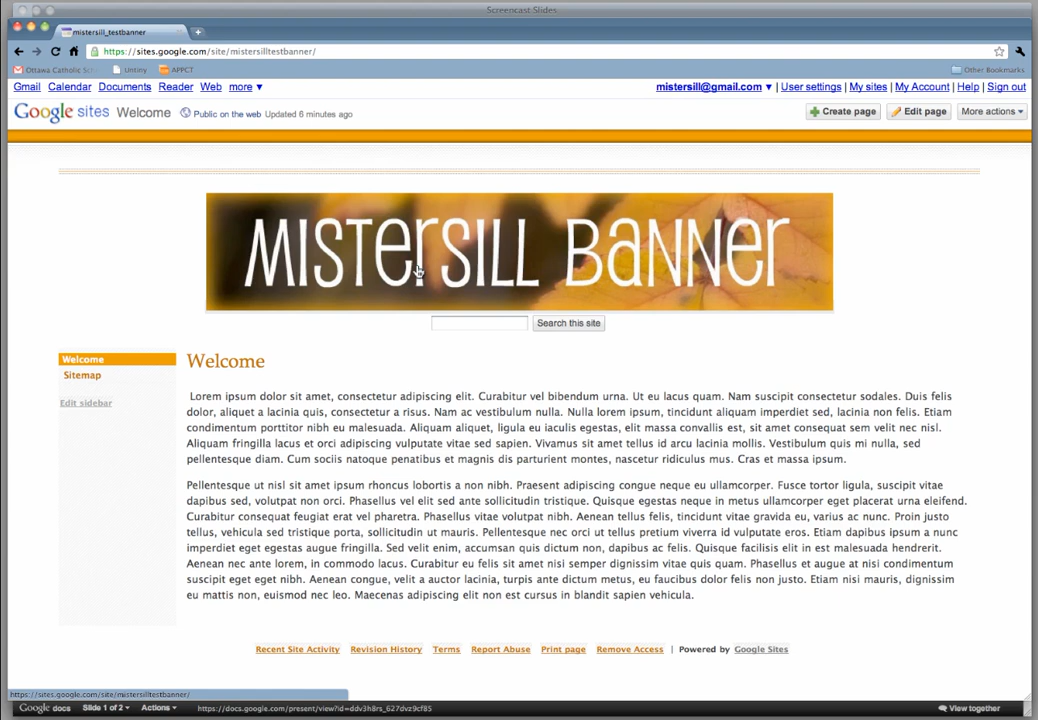 Screencast Slides
mistersill_testbanner
https://sites.google.com/site/mistersilltestbanner/
Ottawa Catholic Sch Untiny APPCT Other Bookmarks
Gmail Calendar Documents Reader Web more ▼ mistersill@gmail.com ▼ | User settings | My sites | My Account | Help | Sign out
Google sites Welcome Public on the web Updated 6 minutes ago Create page Edit page More actions ▾
MISTerSILL BaNNer
Search this site
Welcome
Sitemap
Edit sidebar
Welcome
Lorem ipsum dolor sit amet, consectetur adipiscing elit. Curabitur vel bibendum urna. Ut eu lacus quam. Nam suscipit consectetur sodales. Duis felis
dolor, aliquet a lacinia quis, consectetur a risus. Nam ac vestibulum nulla. Nulla lorem ipsum, tincidunt aliquam imperdiet sed, lacinia non felis. Etiam
condimentum porttitor nibh eu malesuada. Aliquam aliquet, ligula eu iaculis egestas, elit massa convallis est, sit amet consequat sem velit nec nisl.
Aliquam fringilla lacus et orci adipiscing vulputate vitae sed sapien. Vivamus sit amet tellus id arcu lacinia mollis. Vestibulum quis mi nulla, sed
pellentesque diam. Cum sociis natoque penatibus et magnis dis parturient montes, nascetur ridiculus mus. Cras et massa ipsum.
Pellentesque ut nisl sit amet ipsum rhoncus lobortis a non nibh. Praesent adipiscing congue neque eu ullamcorper. Fusce tortor ligula, suscipit vitae
dapibus sed, volutpat non orci. Phasellus vel elit sed ante sollicitudin tristique. Quisque egestas neque in metus ullamcorper eget placerat urna eleifend.
Curabitur consequat feugiat erat vel pharetra. Phasellus vitae volutpat nibh. Aenean tellus felis, tincidunt vitae gravida eu, varius ac nunc. Proin justo
tellus, vehicula sed tristique porta, sollicitudin ut mauris. Pellentesque nec orci ut tellus pretium viverra id vulputate eros. Etiam dapibus aliquam orci,
imperdiet eget egestas augue fringilla. Sed velit enim, accumsan quis dictum non, dapibus ac felis. Quisque facilisis elit in est malesuada hendrerit.
Aenean nec ante lorem, in commodo lacus. Curabitur eu felis sit amet nisi semper dignissim vitae quis quam. Phasellus et augue at nisi condimentum
suscipit eget eget nibh. Aenean congue, velit a auctor lacinia, turpis ante dictum metus, eu faucibus dolor felis non justo. Etiam nisi mauris, dignissim
eu mattis non, euismod nec leo. Maecenas adipiscing elit non est cursus in blandit sapien vehicula.
Recent Site Activity Revision History Terms Report Abuse Print page Remove Access | Powered by Google Sites
https://sites.google.com/site/mistersilltestbanner/
Google docs Slide 1 of 2 ▾ Actions ▾ https://docs.google.com/present/view?id=ddv3h8rs_627dvz9cf85 View together